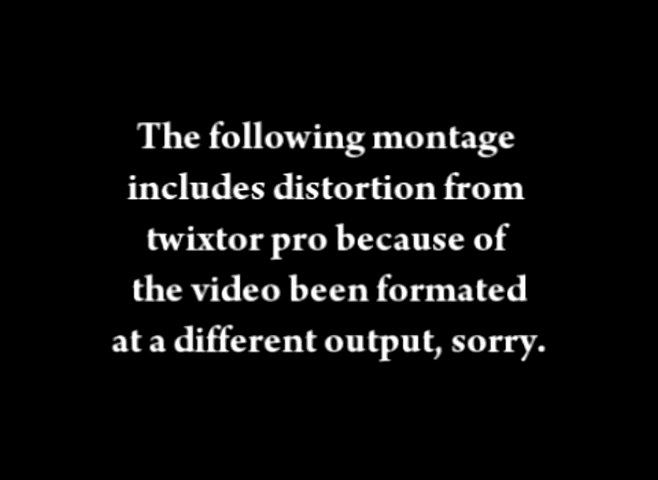 The following montage
includes distortion from
twixtor pro because of
the video been formated
at a different output, sorry.